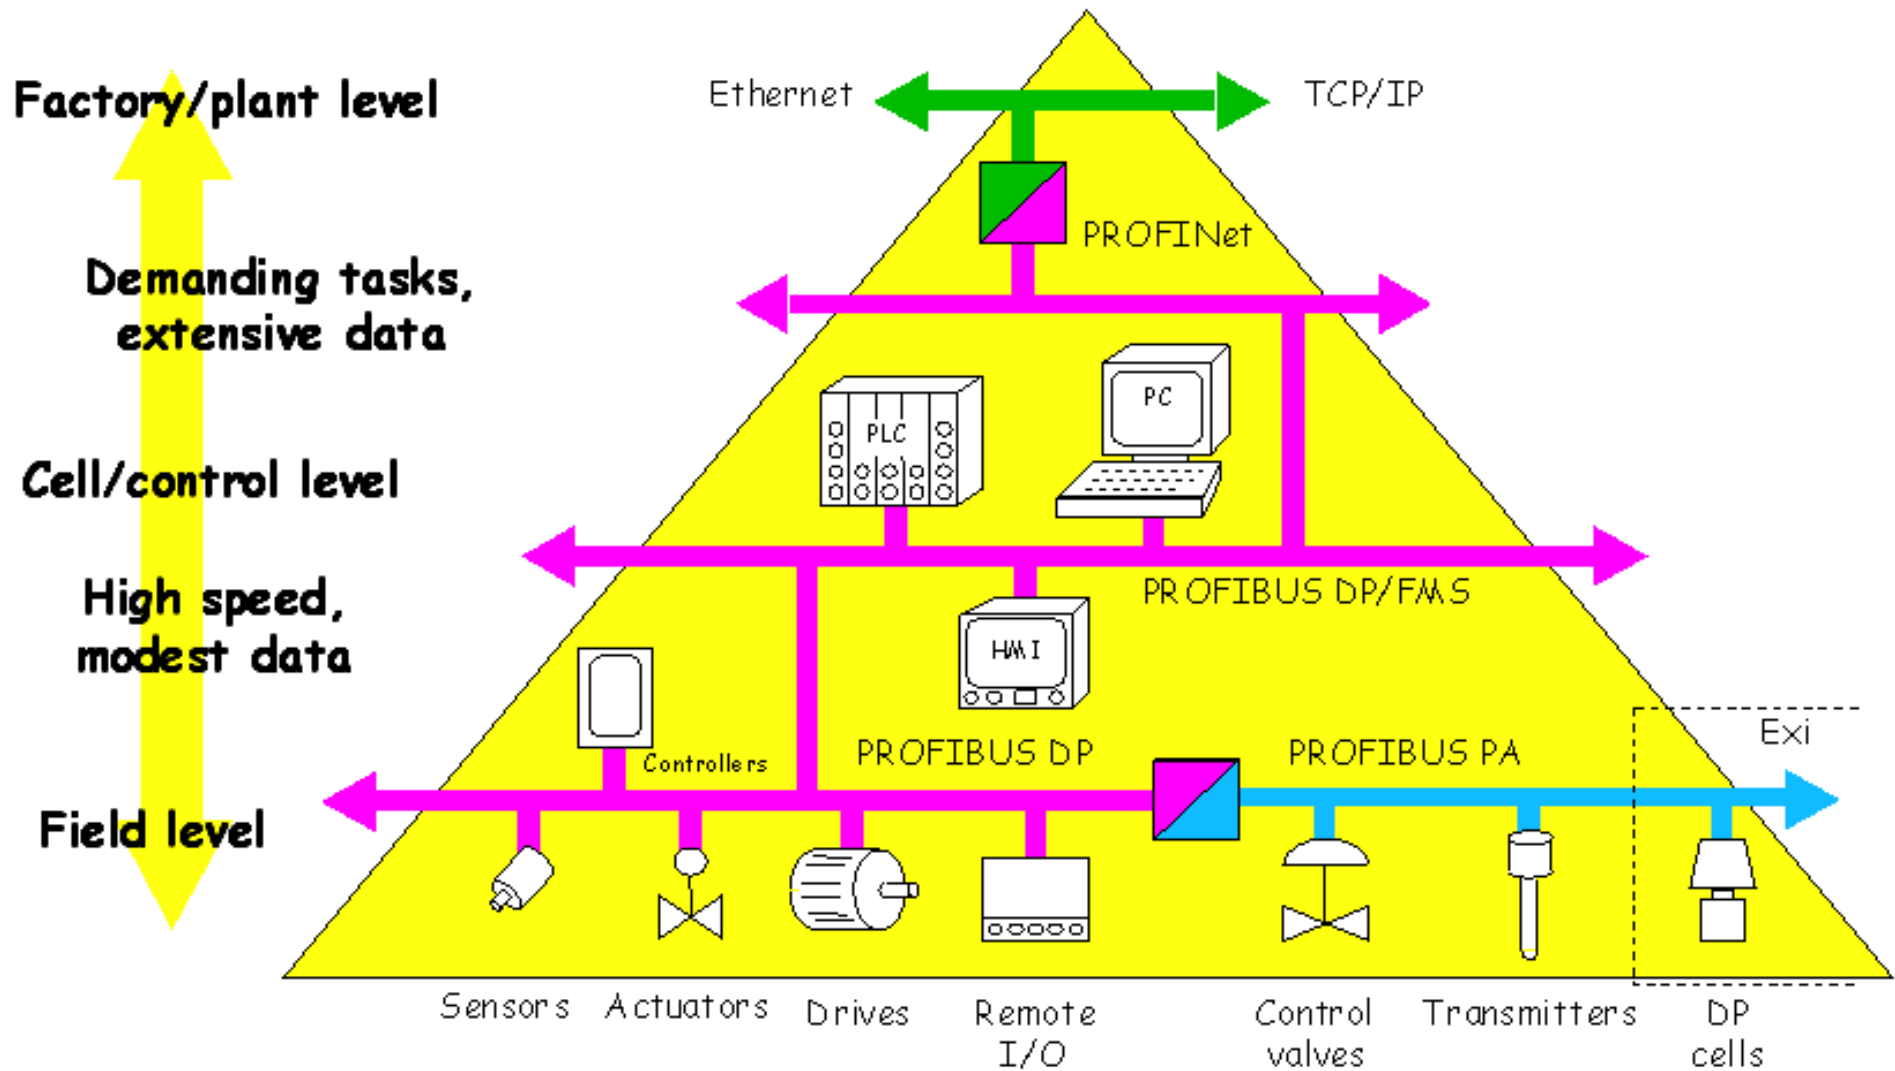 Factory/plant level
Ethernet
TCP/IP
PROFINet
Demanding tasks,
extensive data
PC
PLC
Cell/control level
PROFIBUS DP/FMS
High speed,
modest data
HMI
Controllers
PROFIBUS DP
PROFIBUS PA
Exi
Field level
Sensors
Actuators
Drives
Remote
I/O
Control
valves
Transmitters
DP
cells